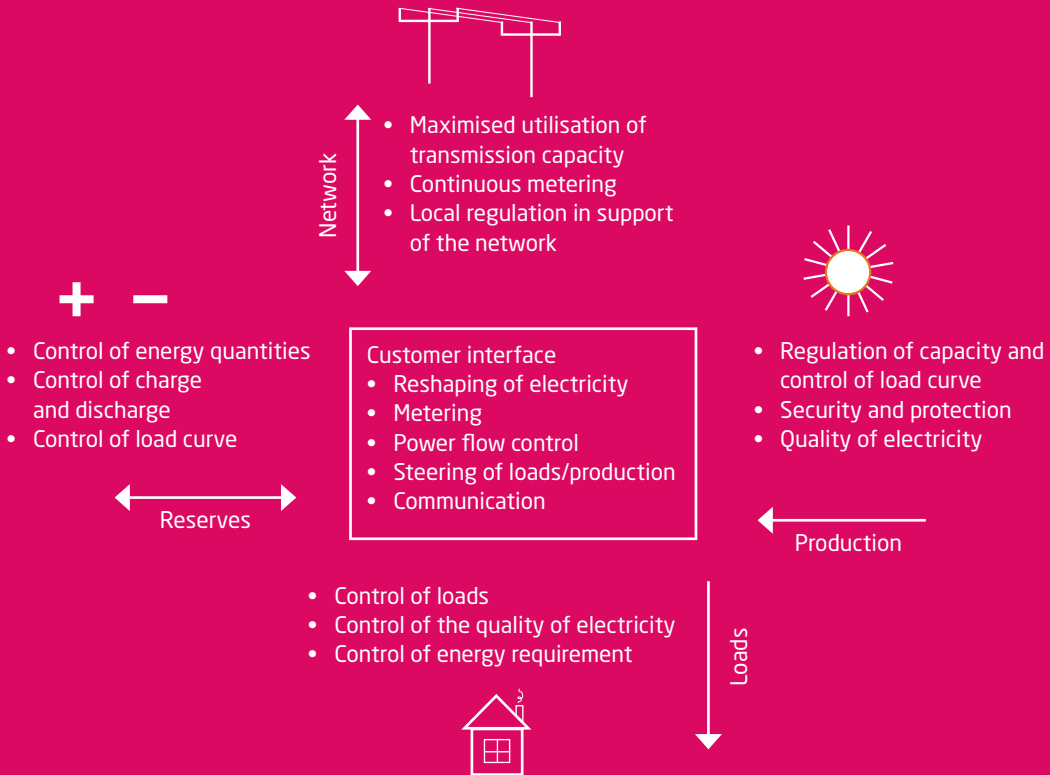 • Maximised utilisation of
transmission capacity
• Continuous metering
• Local regulation in support
of the network
Network
+ −
• Control of energy quantities
• Control of charge
and discharge
• Control of load curve
Reserves
Customer interface
• Reshaping of electricity
• Metering
• Power flow control
• Steering of loads/production
• Communication
• Regulation of capacity and
control of load curve
• Security and protection
• Quality of electricity
Production
• Control of loads
• Control of the quality of electricity
• Control of energy requirement
Loads